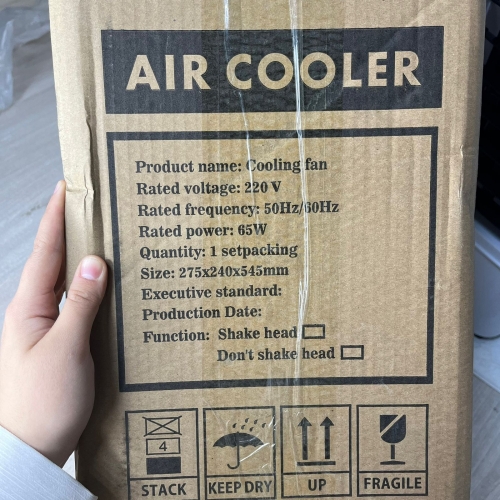 AIR COOLER
Product name: Cooling fan
Rated voltage: 220 V
Rated frequency: 50Hz/60Hz
Rated power: 65W
Quantity: 1 setpacking
Size: 275x240x545mm
Executive standard:
Production Date:
Function: Shake head
Don't shake head
4
STACK KEEP DRY UP FRAGILE